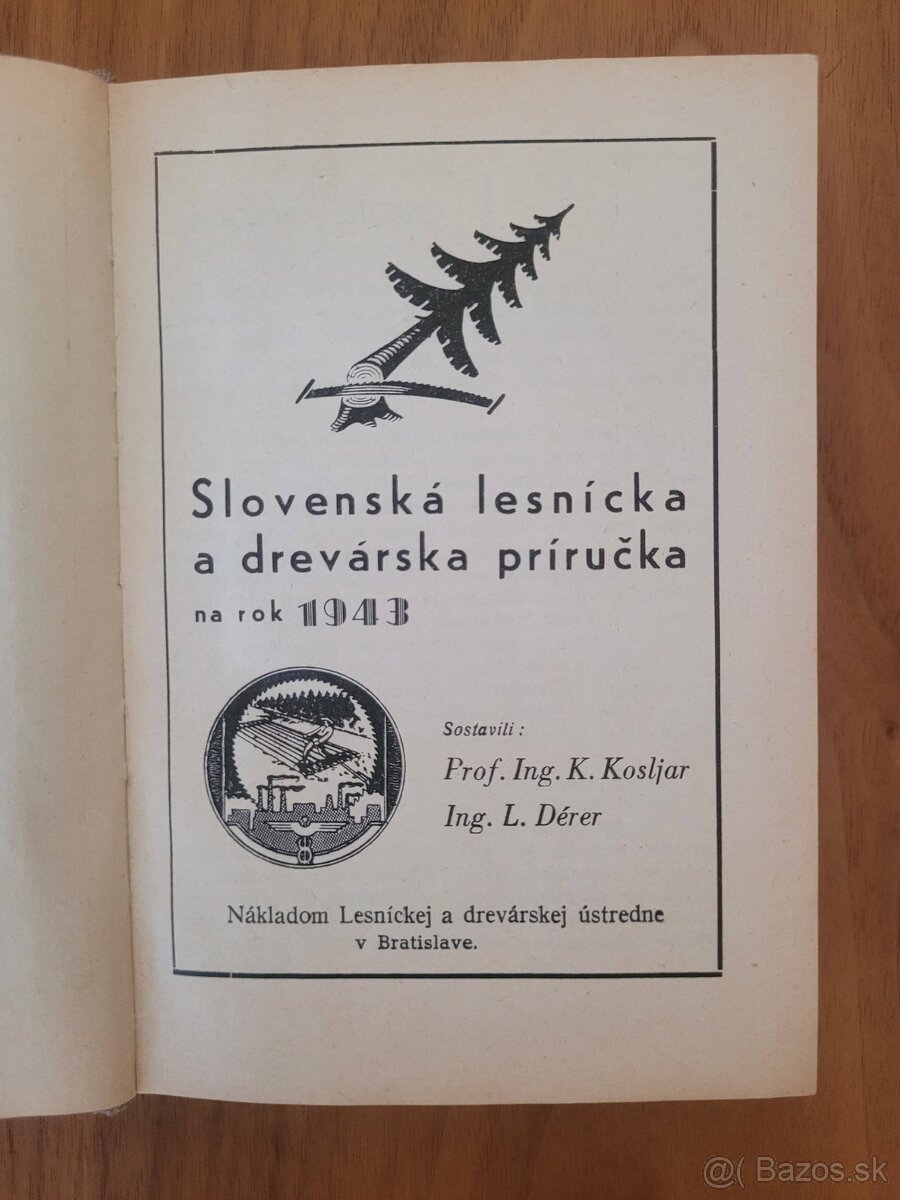 Slovenská lesnícka
a drevárska príručka
na rok 1943
Sostavili :
Prof. Ing. K. Kosljar
Ing. L. Dérer
Nákladom Lesníckej a drevárskej ústredne
v Bratislave.
@( Bazos.sk